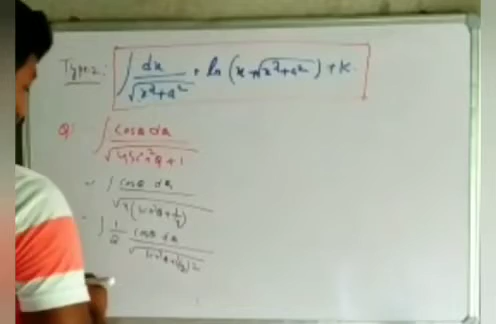 Type 2: ∫ du/√(x²+a²) = ln (x+√(x²+a²)) + K.
Q: ∫ cosθ dθ/√(4sin²θ+1)
= ∫ cosθ dθ/√(4(sin²θ+1/4))
= ∫ 1/2 cosθ dθ/√(sin²θ+(1/2)²)